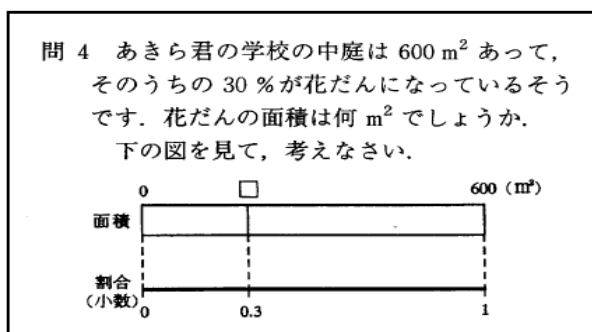 問 4 あきら君の学校の中庭は 600 m² あって,
そのうちの 30 %が花だんになっているそう
です. 花だんの面積は何 m² でしょうか.
下の図を見て, 考えなさい.
0 □ 600 (m²)
面積
割合
(小数)
0 0.3 1